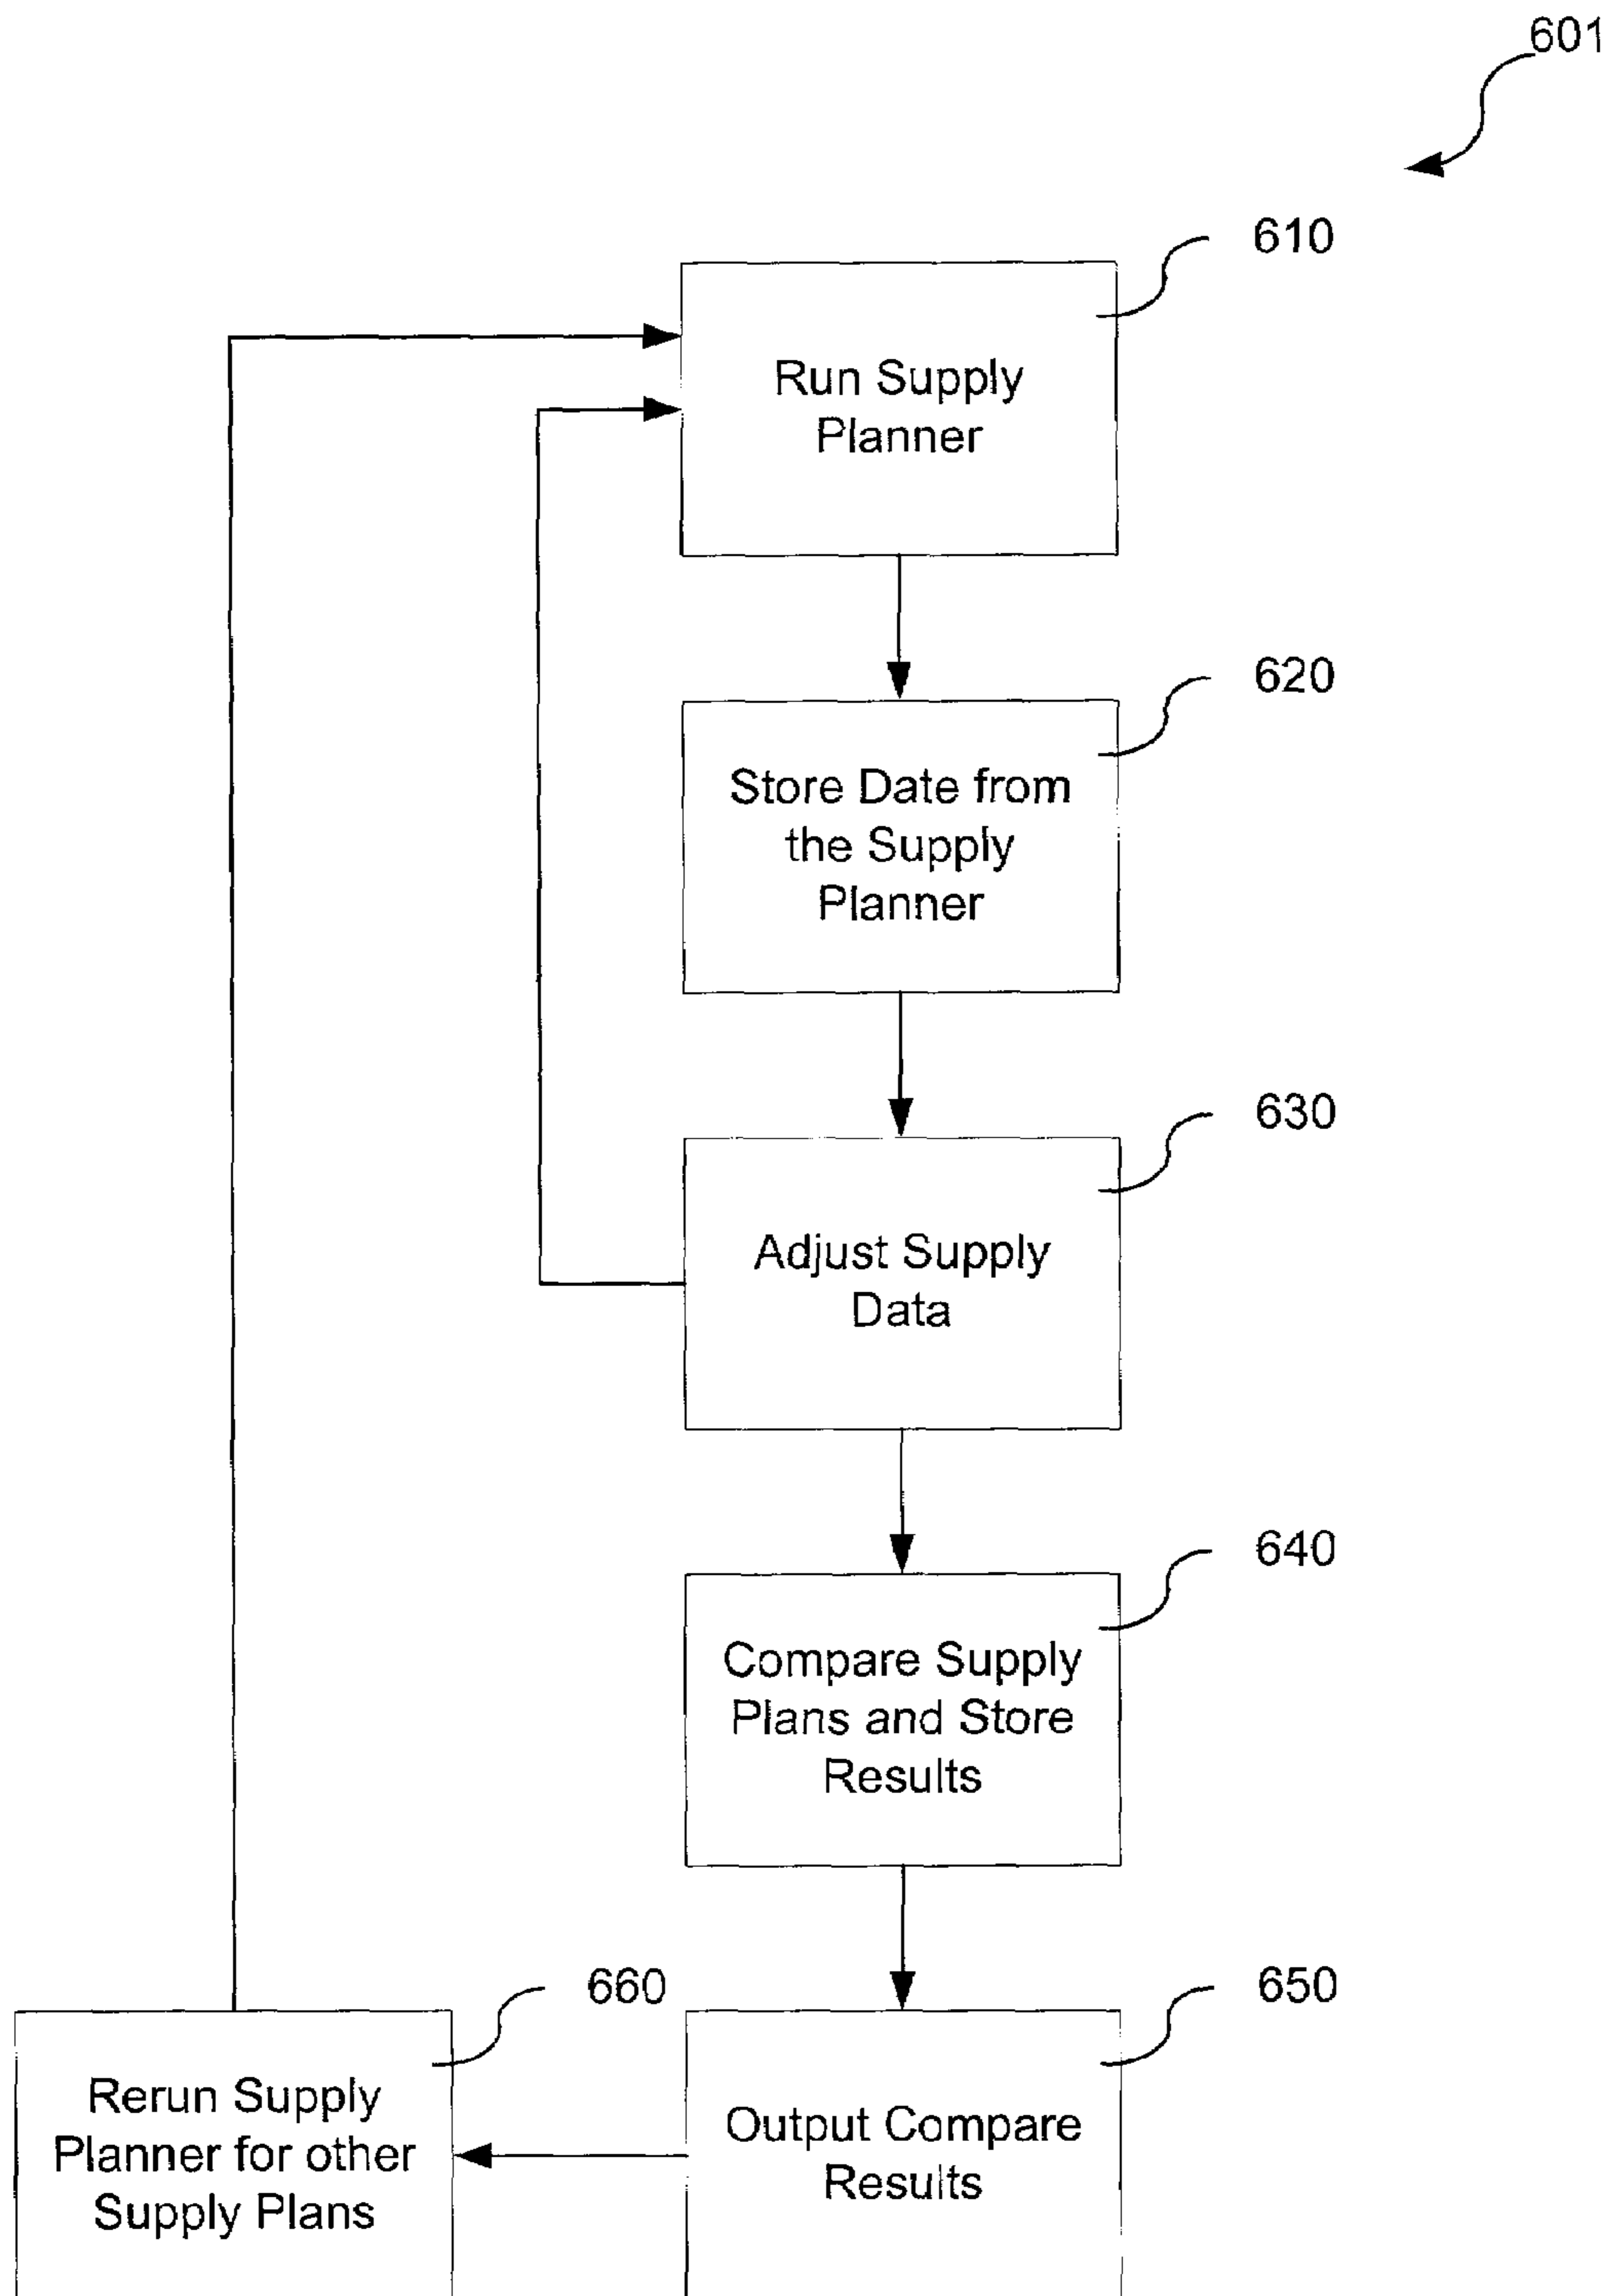 601
610
Run Supply
Planner
620
Store Date from
the Supply
Planner
630
Adjust Supply
Data
640
Compare Supply
Plans and Store
Results
660
650
Rerun Supply
Planner for other
Supply Plans
Output Compare
Results